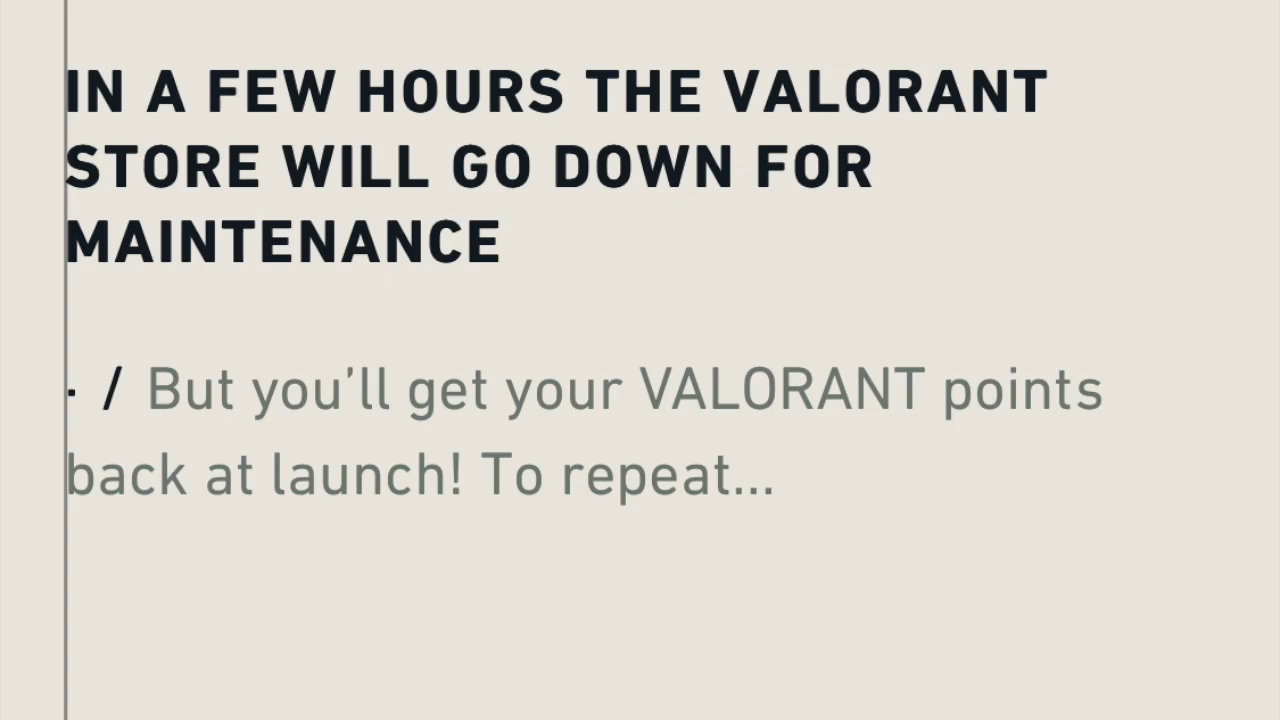 IN A FEW HOURS THE VALORANT
STORE WILL GO DOWN FOR
MAINTENANCE
· / But you’ll get your VALORANT points
back at launch! To repeat...